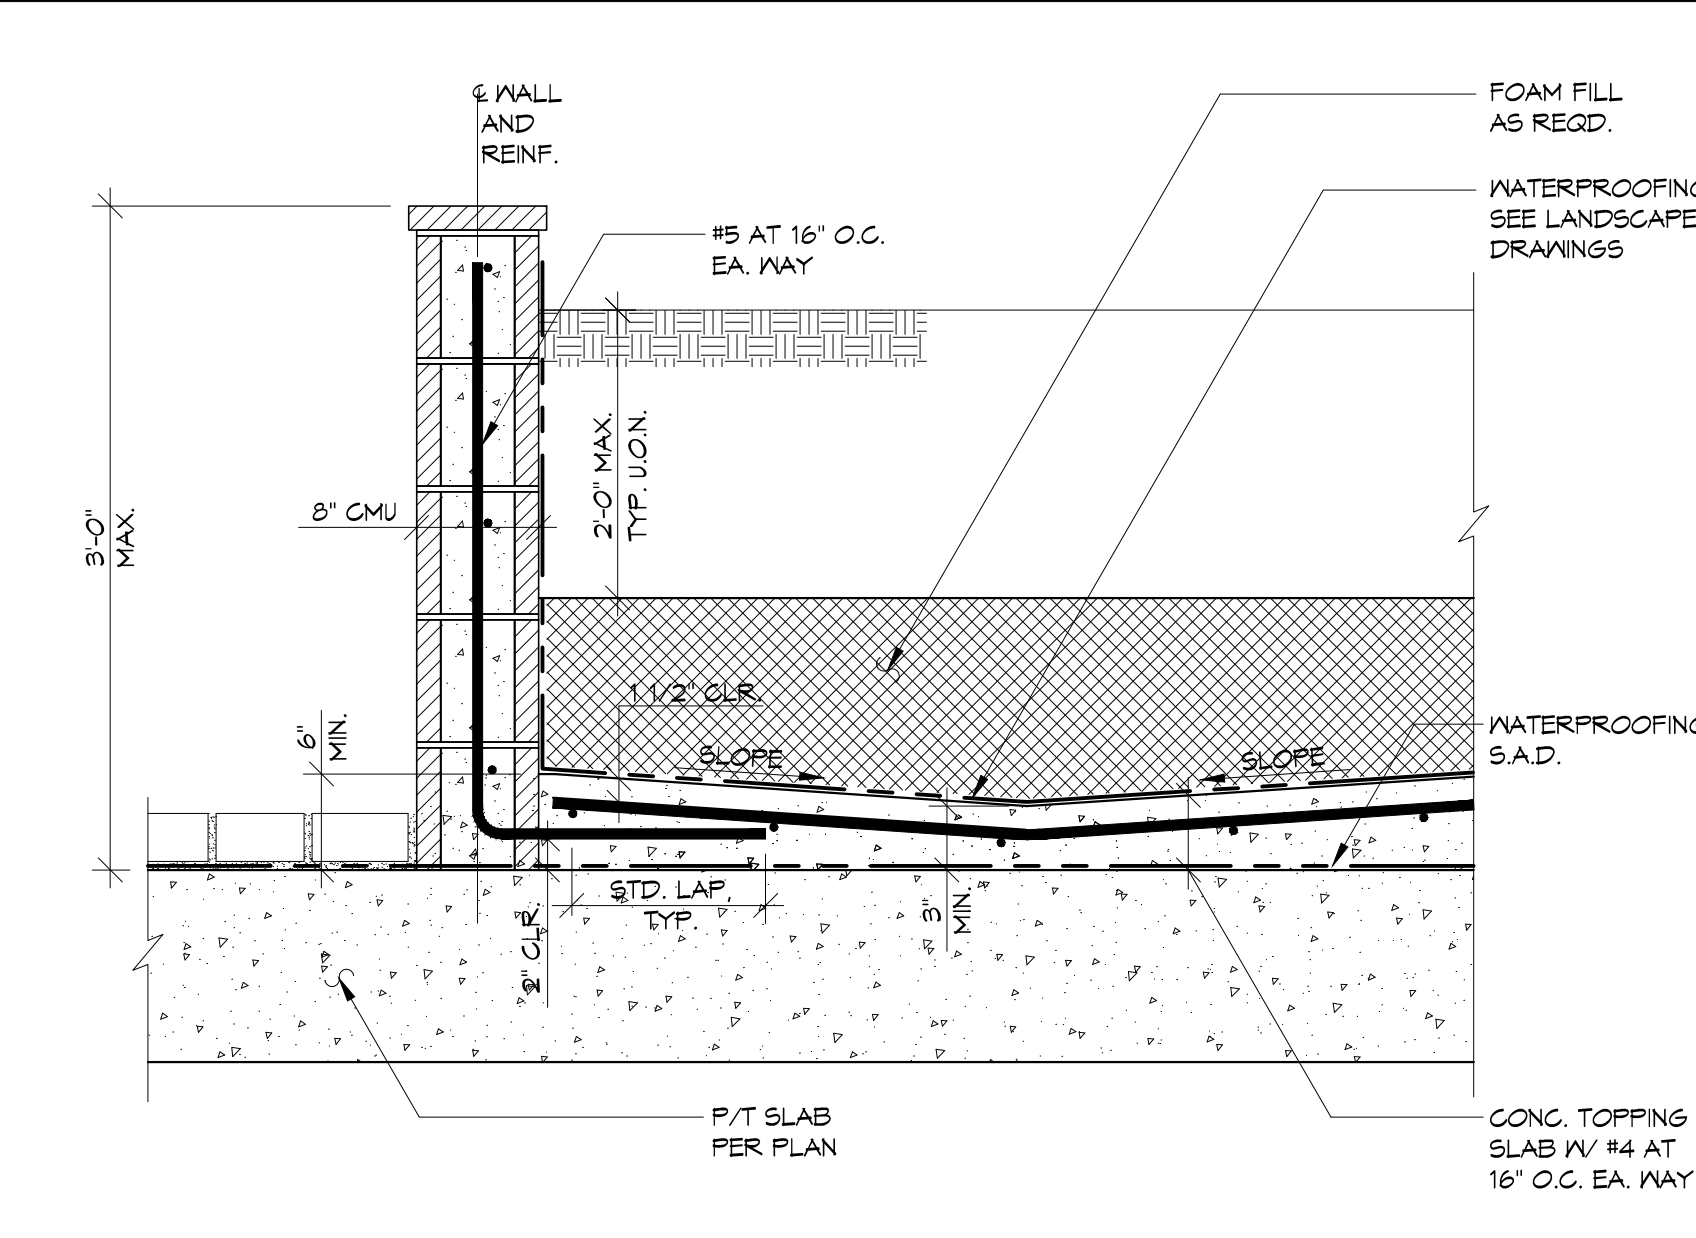 ℄ WALL
AND
REINF.
FOAM FILL
AS REQD.
WATERPROOFING
SEE LANDSCAPE
DRAWINGS
#5 AT 16" O.C.
EA. WAY
2'-0" MAX.
TYP. U.O.N.
8" CMU
3'-0"
MAX.
1 1/2" CLR.
6"
MIN.
SLOPE
SLOPE
WATERPROOFING
S.A.D.
STD. LAP,
TYP.
2" CLR.
3"
MIN.
P/T SLAB
PER PLAN
CONC. TOPPING
SLAB W/ #4 AT
16" O.C. EA. WAY